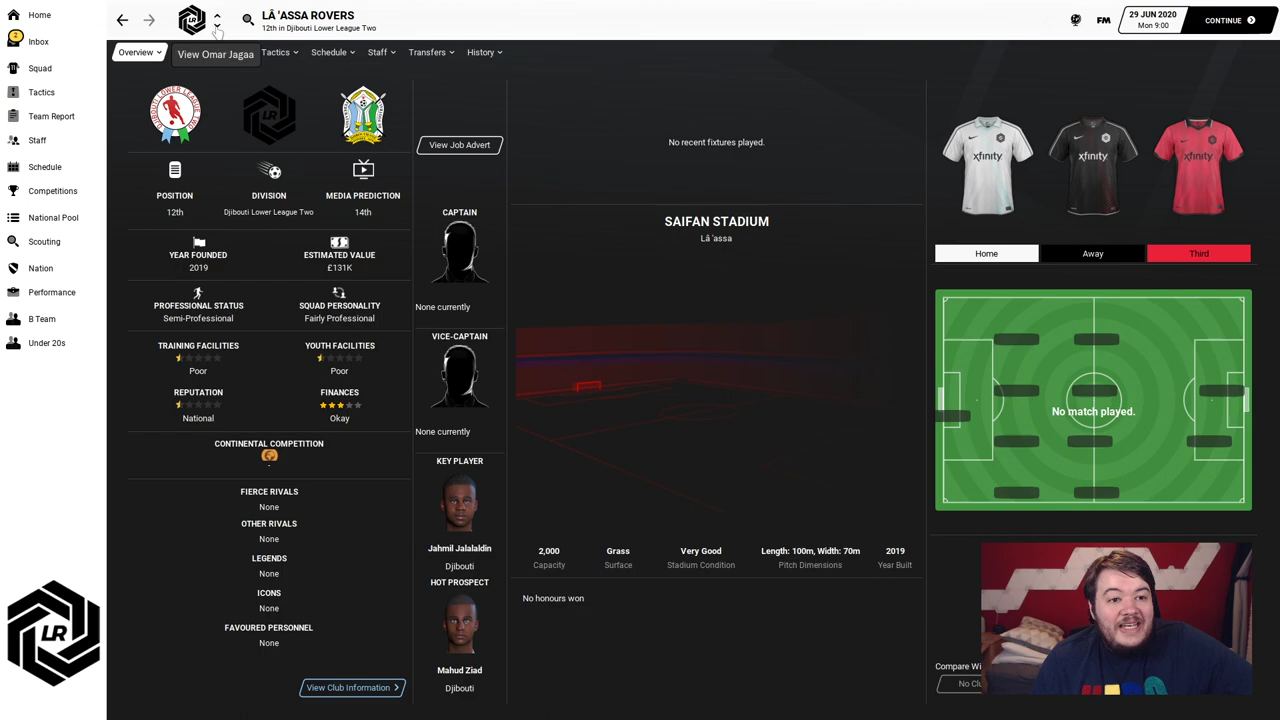 Home
2
Inbox
Squad
Tactics
Team Report
Staff
Schedule
Competitions
National Pool
Scouting
Nation
Performance
B Team
Under 20s
LR
LR
LÂ 'ASSA ROVERS
12th in Djibouti Lower League Two
FM
29 JUN 2020
Mon 9:00
CONTINUE
Overview
View Omar Jagaa
Tactics
Schedule
Staff
Transfers
History
LR
POSITION
12th
DIVISION
Djibouti Lower League Two
MEDIA PREDICTION
14th
YEAR FOUNDED
2019
ESTIMATED VALUE
£131K
PROFESSIONAL STATUS
Semi-Professional
SQUAD PERSONALITY
Fairly Professional
TRAINING FACILITIES
Poor
YOUTH FACILITIES
Poor
REPUTATION
National
FINANCES
Okay
CONTINENTAL COMPETITION
-
FIERCE RIVALS
None
OTHER RIVALS
None
LEGENDS
None
ICONS
None
FAVOURED PERSONNEL
None
View Club Information
View Job Advert
CAPTAIN
None currently
VICE-CAPTAIN
None currently
KEY PLAYER
Jahmil Jalalaldin
Djibouti
HOT PROSPECT
Mahud Ziad
Djibouti
No recent fixtures played.
SAIFAN STADIUM
Lâ 'assa
2,000
Capacity
Grass
Surface
Very Good
Stadium Condition
Length: 100m, Width: 70m
Pitch Dimensions
2019
Year Built
No honours won
xfinity
xfinity
xfinity
Home
Away
Third
No match played.
Compare Wi
No Clu